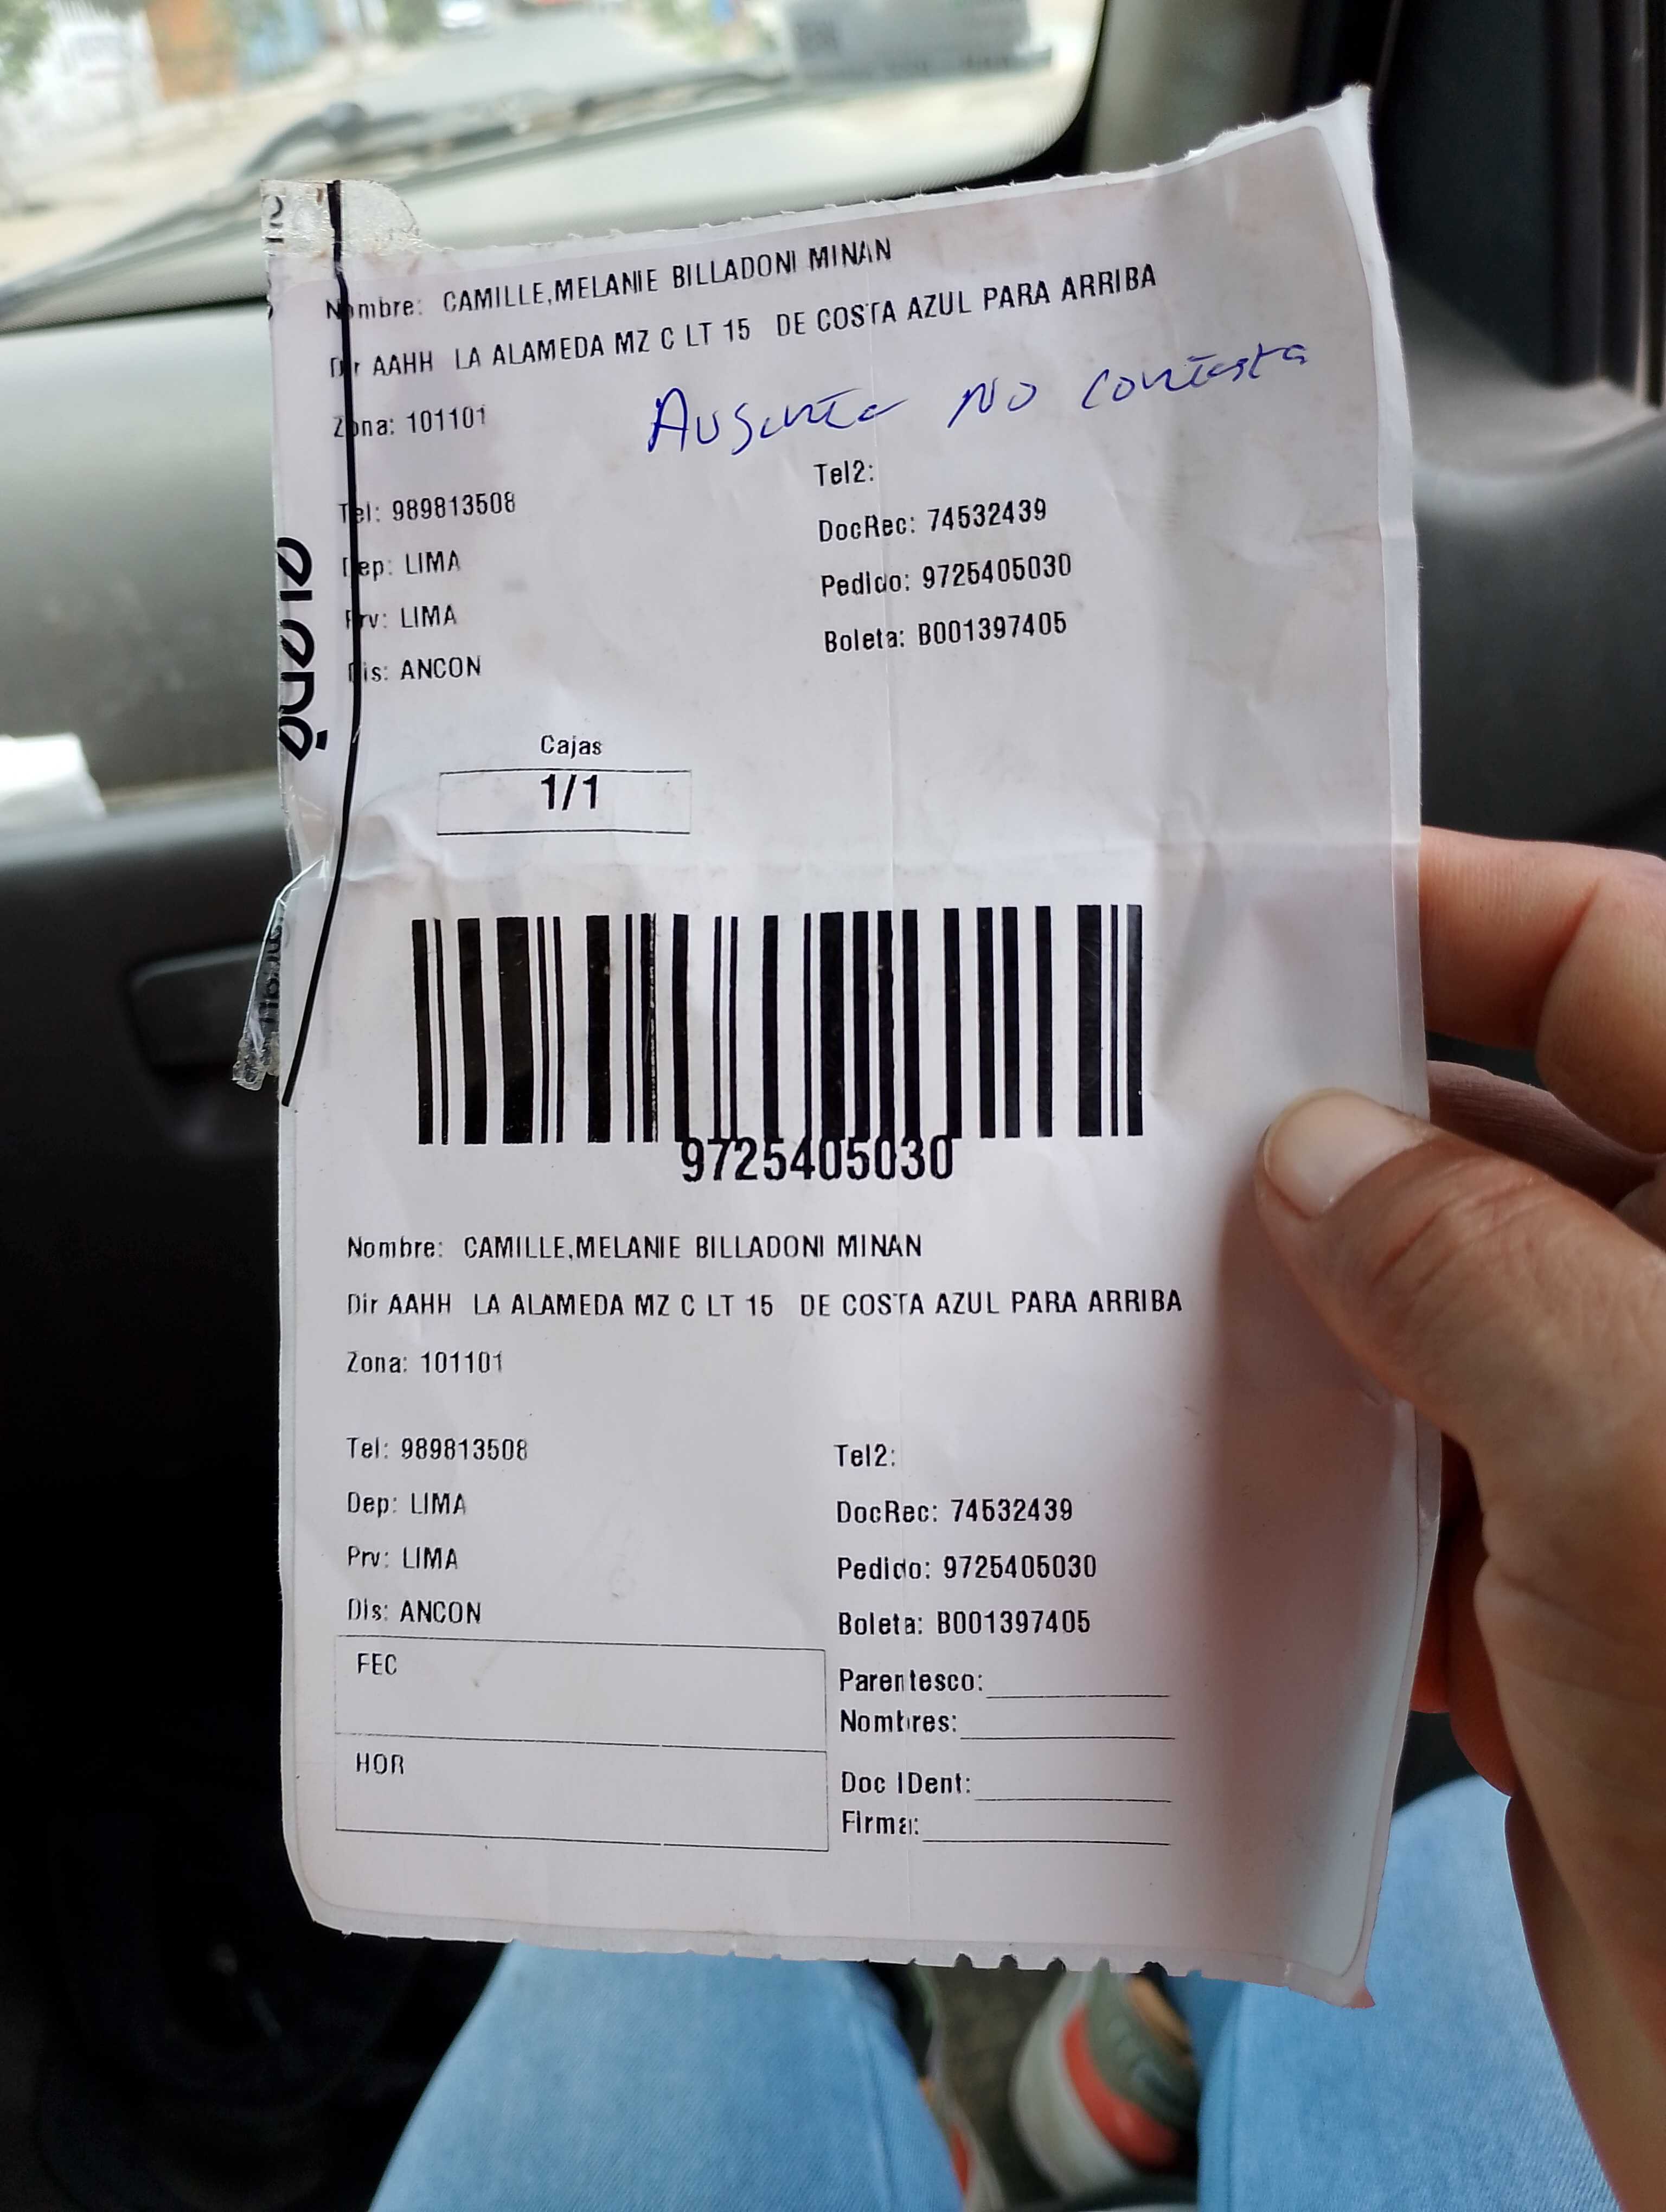 Nombre: CAMILLE,MELANIE BILLADONI MINAN
Dir AAHH LA ALAMEDA MZ C LT 15 DE COSTA AZUL PARA ARRIBA
Zona: 101101
Ausente No contesta
Tel: 989813508
Tel2:
Dep: LIMA
DocRec: 74532439
Prv: LIMA
Pedido: 9725405030
Dis: ANCON
Boleta: B001397405
Cajas
1/1
9725405030
Nombre: CAMILLE,MELANIE BILLADONI MINAN
Dir AAHH LA ALAMEDA MZ C LT 15 DE COSTA AZUL PARA ARRIBA
Zona: 101101
Tel: 989813508
Tel2:
Dep: LIMA
DocRec: 74532439
Prv: LIMA
Pedido: 9725405030
Dis: ANCON
Boleta: B001397405
FEC
Parentesco:
Nombres:
HOR
Doc IDent:
Firma: